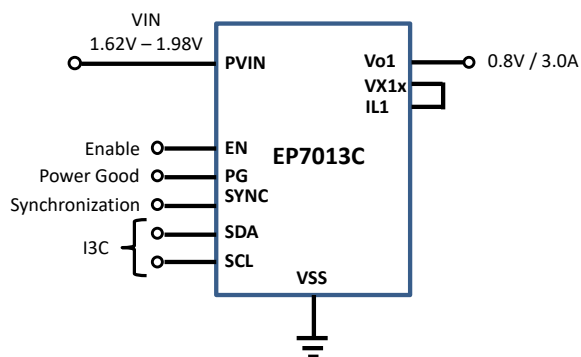 VIN
1.62V – 1.98V
PVIN
Vo1
0.8V / 3.0A
VX1x
IL1
EP7013C
Enable
EN
Power Good
PG
Synchronization
SYNC
I3C
SDA
SCL
VSS